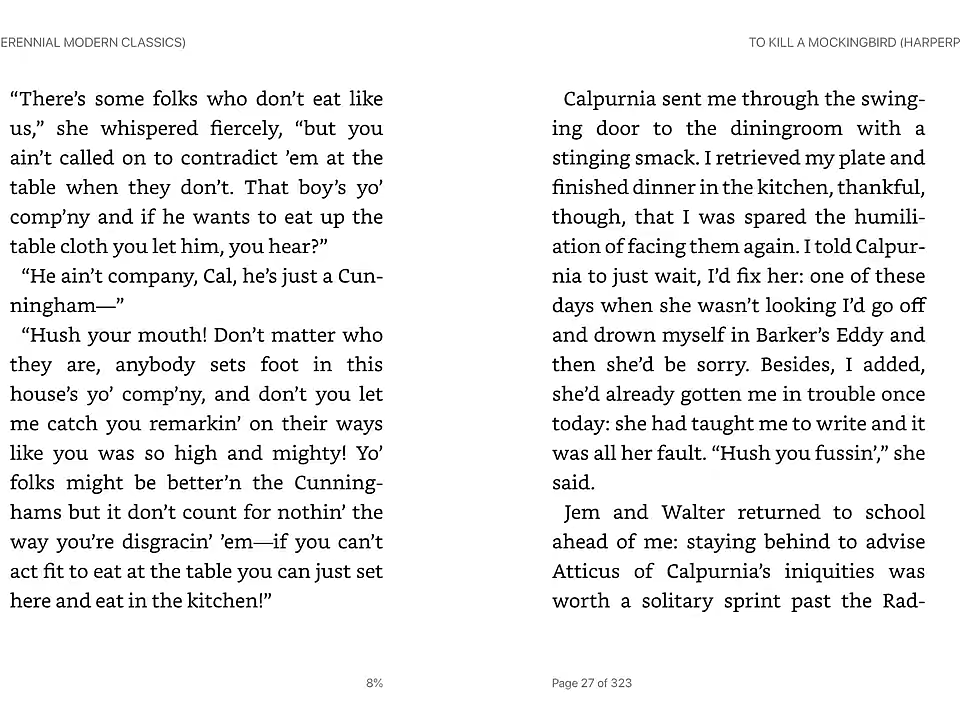 ERENNIAL MODERN CLASSICS)
“There’s some folks who don’t eat like
us,” she whispered fiercely, “but you
ain’t called on to contradict ’em at the
table when they don’t. That boy’s yo’
comp’ny and if he wants to eat up the
table cloth you let him, you hear?”
“He ain’t company, Cal, he’s just a Cun-
ningham—”
“Hush your mouth! Don’t matter who
they are, anybody sets foot in this
house’s yo’ comp’ny, and don’t you let
me catch you remarkin’ on their ways
like you was so high and mighty! Yo’
folks might be better’n the Cunning-
hams but it don’t count for nothin’ the
way you’re disgracin’ ’em—if you can’t
act fit to eat at the table you can just set
here and eat in the kitchen!”
8%
TO KILL A MOCKINGBIRD (HARPERP
Calpurnia sent me through the swing-
ing door to the diningroom with a
stinging smack. I retrieved my plate and
finished dinner in the kitchen, thankful,
though, that I was spared the humili-
ation of facing them again. I told Calpur-
nia to just wait, I’d fix her: one of these
days when she wasn’t looking I’d go off
and drown myself in Barker’s Eddy and
then she’d be sorry. Besides, I added,
she’d already gotten me in trouble once
today: she had taught me to write and it
was all her fault. “Hush you fussin’,” she
said.
Jem and Walter returned to school
ahead of me: staying behind to advise
Atticus of Calpurnia’s iniquities was
worth a solitary sprint past the Rad-
Page 27 of 323